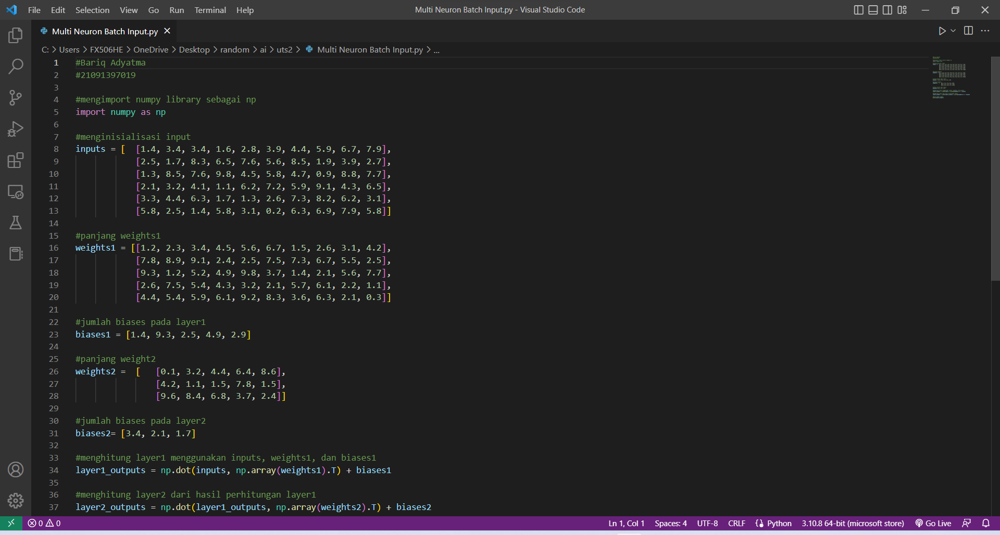 File Edit Selection View Go Run Terminal Help
Multi Neuron Batch Input.py - Visual Studio Code
Multi Neuron Batch Input.py
C: > Users > FX506HE > OneDrive > Desktop > random > ai > uts2 > Multi Neuron Batch Input.py > ...
1 #Bariq Adyatma
2 #21091397019
3
4 #mengimport numpy library sebagai np
5 import numpy as np
6
7 #menginisialisasi input
8 inputs = [  [1.4, 3.4, 3.4, 1.6, 2.8, 3.9, 4.4, 5.9, 6.7, 7.9],
9             [2.5, 1.7, 8.3, 6.5, 7.6, 5.6, 8.5, 1.9, 3.9, 2.7],
10            [1.3, 8.5, 7.6, 9.8, 4.5, 5.8, 4.7, 0.9, 8.8, 7.7],
11            [2.1, 3.2, 4.1, 1.1, 6.2, 7.2, 5.9, 9.1, 4.3, 6.5],
12            [3.3, 4.4, 6.3, 1.7, 1.3, 2.6, 7.3, 8.2, 6.2, 3.1],
13            [5.8, 2.5, 1.4, 5.8, 3.1, 0.2, 6.3, 6.9, 7.9, 5.8]]
14
15 #panjang weights1
16 weights1 = [[1.2, 2.3, 3.4, 4.5, 5.6, 6.7, 1.5, 2.6, 3.1, 4.2],
17            [7.8, 8.9, 9.1, 2.4, 2.5, 7.5, 7.3, 6.7, 5.5, 2.5],
18            [9.3, 1.2, 5.2, 4.9, 9.8, 3.7, 1.4, 2.1, 5.6, 7.7],
19            [2.6, 7.5, 5.4, 4.3, 3.2, 2.1, 5.7, 6.1, 2.2, 1.1],
20            [4.4, 5.4, 5.9, 6.1, 9.2, 8.3, 3.6, 6.3, 2.1, 0.3]]
21
22 #jumlah biases pada layer1
23 biases1 = [1.4, 9.3, 2.5, 4.9, 2.9]
24
25 #panjang weight2
26 weights2 =  [   [0.1, 3.2, 4.4, 6.4, 8.6],
27                [4.2, 1.1, 1.5, 7.8, 1.5],
28                [9.6, 8.4, 6.8, 3.7, 2.4]]
29
30 #jumlah biases pada layer2
31 biases2= [3.4, 2.1, 1.7]
32
33 #menghitung layer1 menggunakan inputs, weights1, dan biases1
34 layer1_outputs = np.dot(inputs, np.array(weights1).T) + biases1
35
36 #menghitung layer2 dari hasil perhitungan layer1
37 layer2_outputs = np.dot(layer1_outputs, np.array(weights2).T) + biases2
0 0 Ln 1, Col 1 Spaces: 4 UTF-8 CRLF Python 3.10.8 64-bit (microsoft store) Go Live